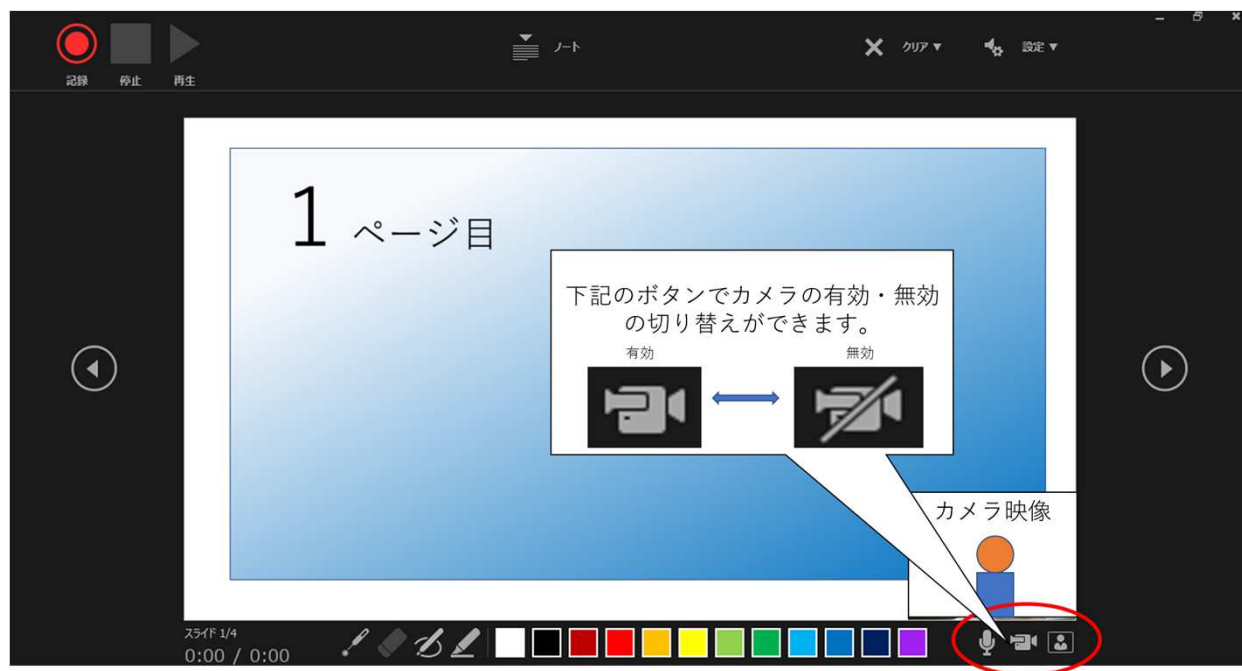 記録 停止 再生
ノート
クリア ▼
設定 ▼
1 ページ目
下記のボタンでカメラの有効・無効
の切り替えができます。
有効 無効
カメラ映像
スライド 1/4
0:00 / 0:00